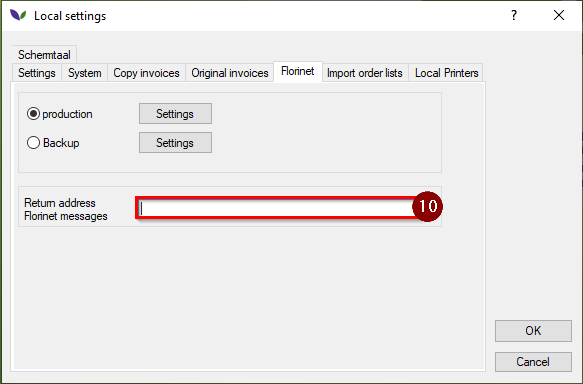 Local settings
?
Schermtaal
Settings System Copy invoices Original invoices Florinet Import order lists Local Printers
production Settings
Backup Settings
Return address
Florinet messages
10
OK
Cancel